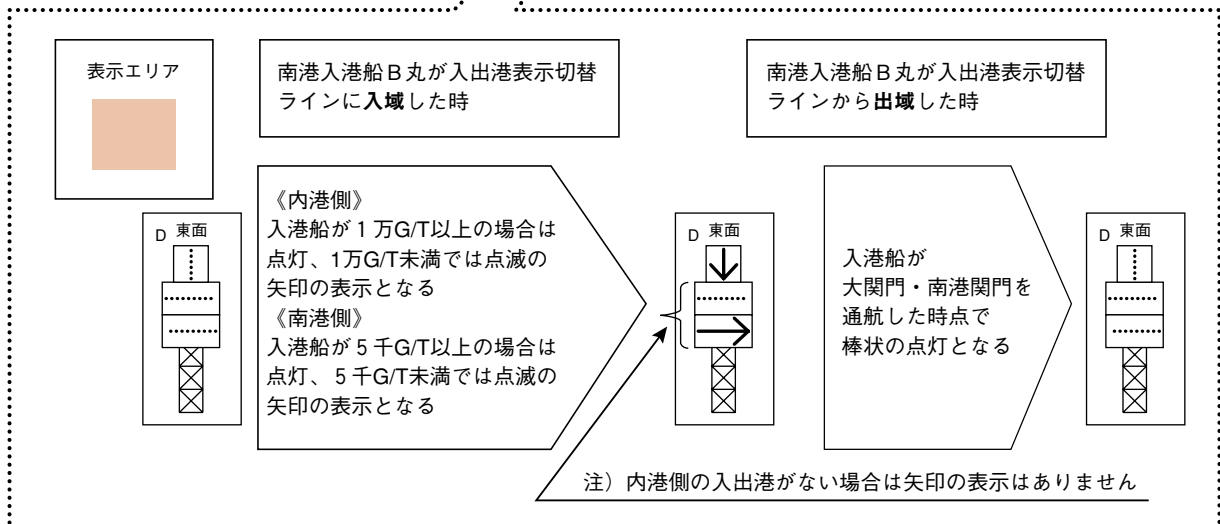 表示エリア
南港入港船B丸が入出港表示切替
ラインに入域した時
南港入港船B丸が入出港表示切替
ラインから出域した時
D 東面
《内港側》
入港船が1万G/T以上の場合は
点灯、1万G/T未満では点滅の
矢印の表示となる
《南港側》
入港船が5千G/T以上の場合は
点灯、5千G/T未満では点滅の
矢印の表示となる
D 東面
入港船が
大関門・南港関門を
通航した時点で
棒状の点灯となる
D 東面
注）内港側の入出港がない場合は矢印の表示はありません